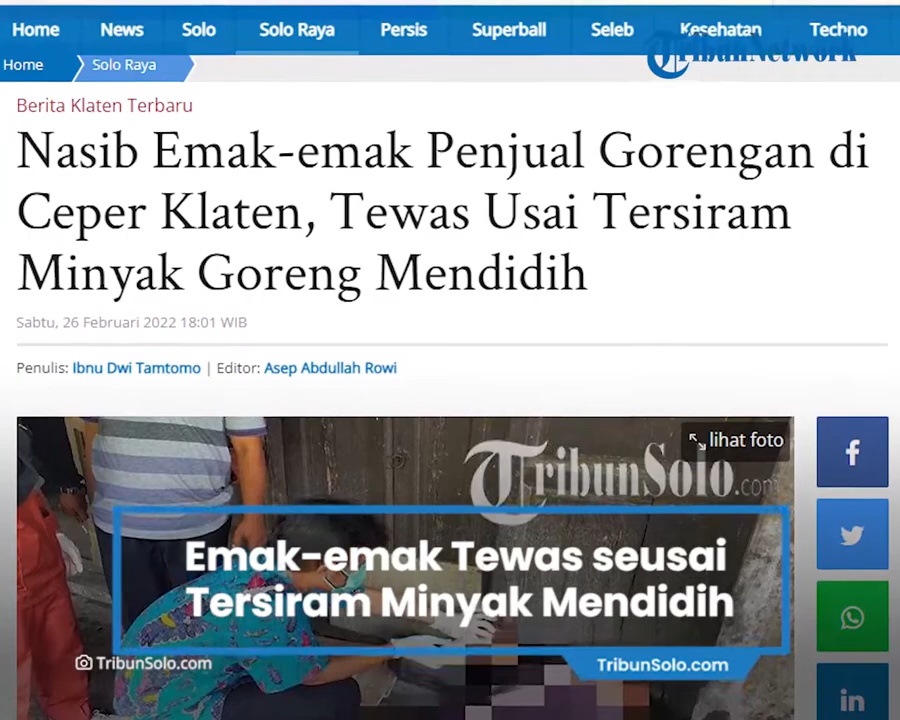 Home News Solo Solo Raya Persis Superball Seleb Kesehatan Techno
TribunNetwork
Home Solo Raya
Berita Klaten Terbaru
Nasib Emak-emak Penjual Gorengan di
Ceper Klaten, Tewas Usai Tersiram
Minyak Goreng Mendidih
Sabtu, 26 Februari 2022 18:01 WIB
Penulis: Ibnu Dwi Tamtomo | Editor: Asep Abdullah Rowi
lihat foto
TribunSolo.com
Emak-emak Tewas seusai
Tersiram Minyak Mendidih
TribunSolo.com
TribunSolo.com